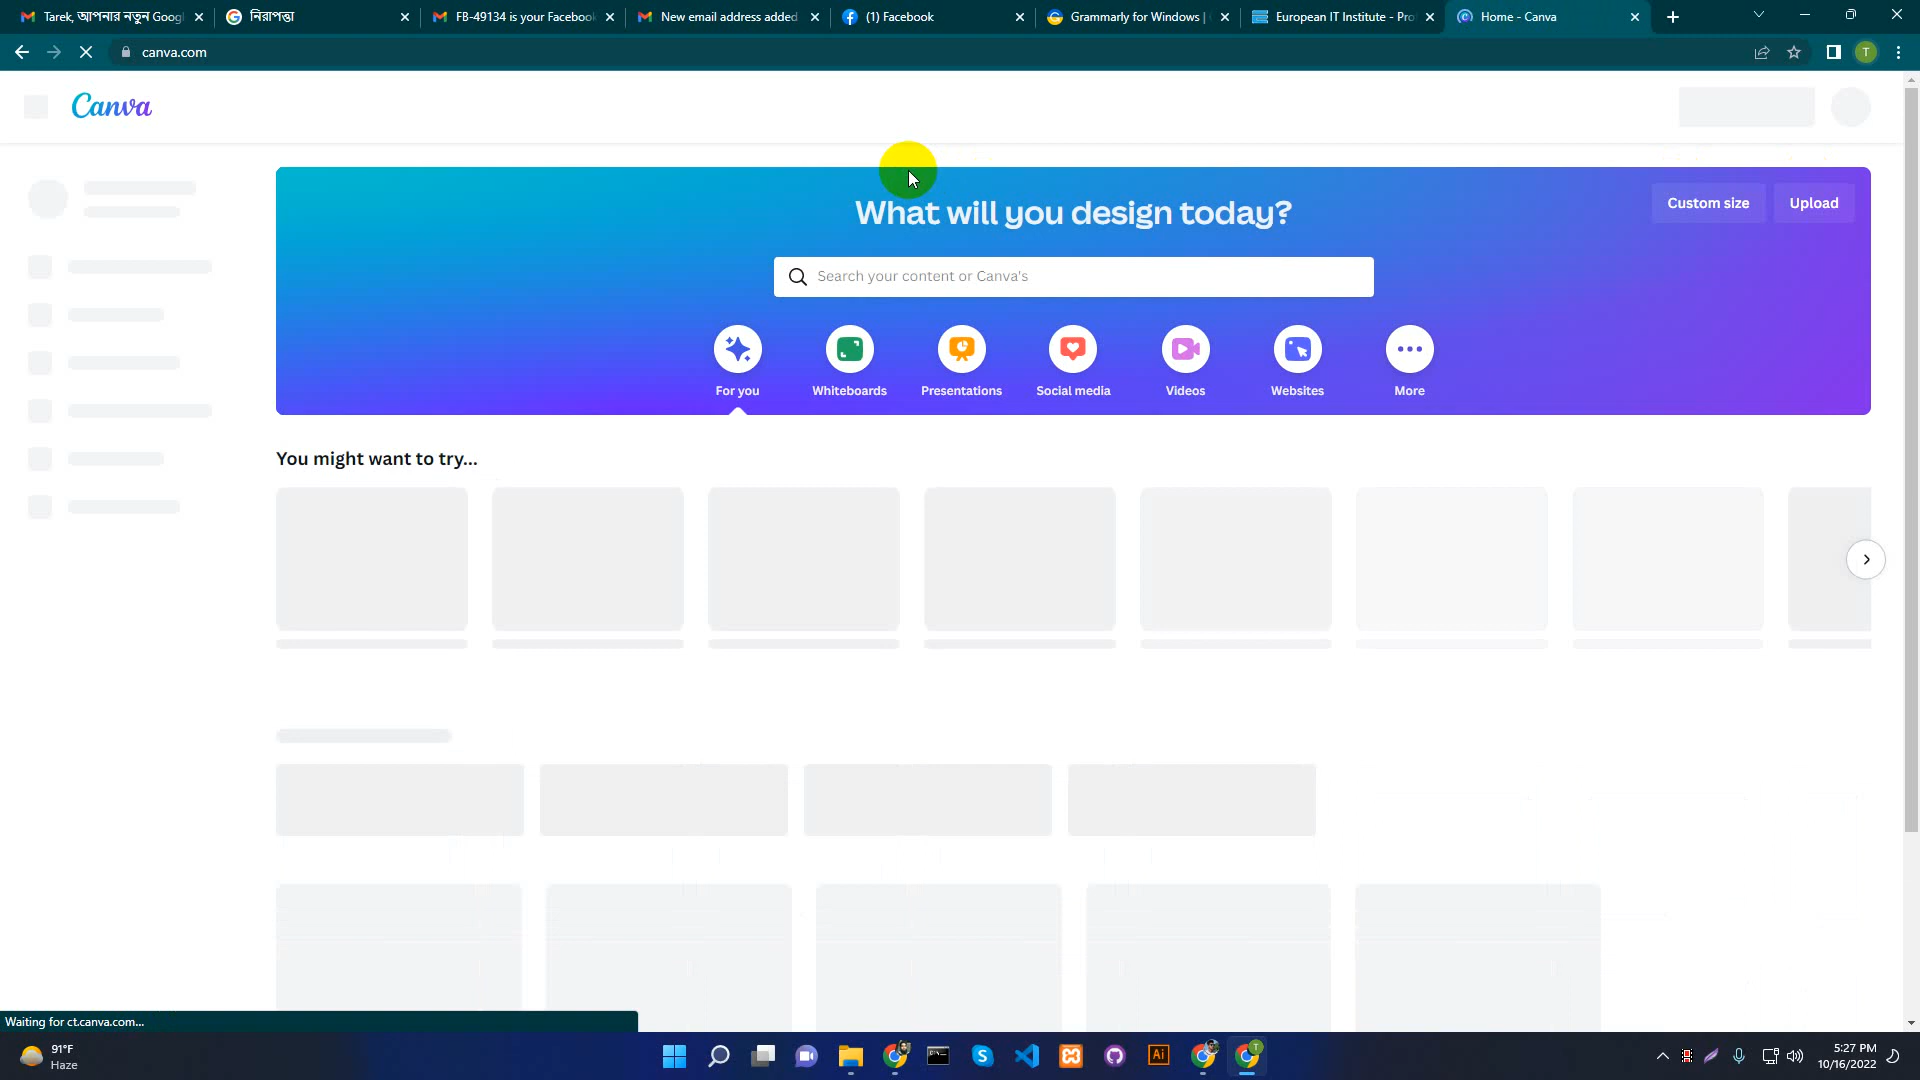 Tarek, আপনার নতুন Googl
নিরাপত্তা
FB-49134 is your Facebook
New email address added
(1) Facebook
Grammarly for Windows |
European IT Institute - Pro
Home - Canva
canva.com
Canva
What will you design today?
Custom size
Upload
Search your content or Canva's
For you
Whiteboards
Presentations
Social media
Videos
Websites
More
You might want to try...
Waiting for ct.canva.com...
91°F
Haze
Ai
T
5:27 PM
10/16/2022